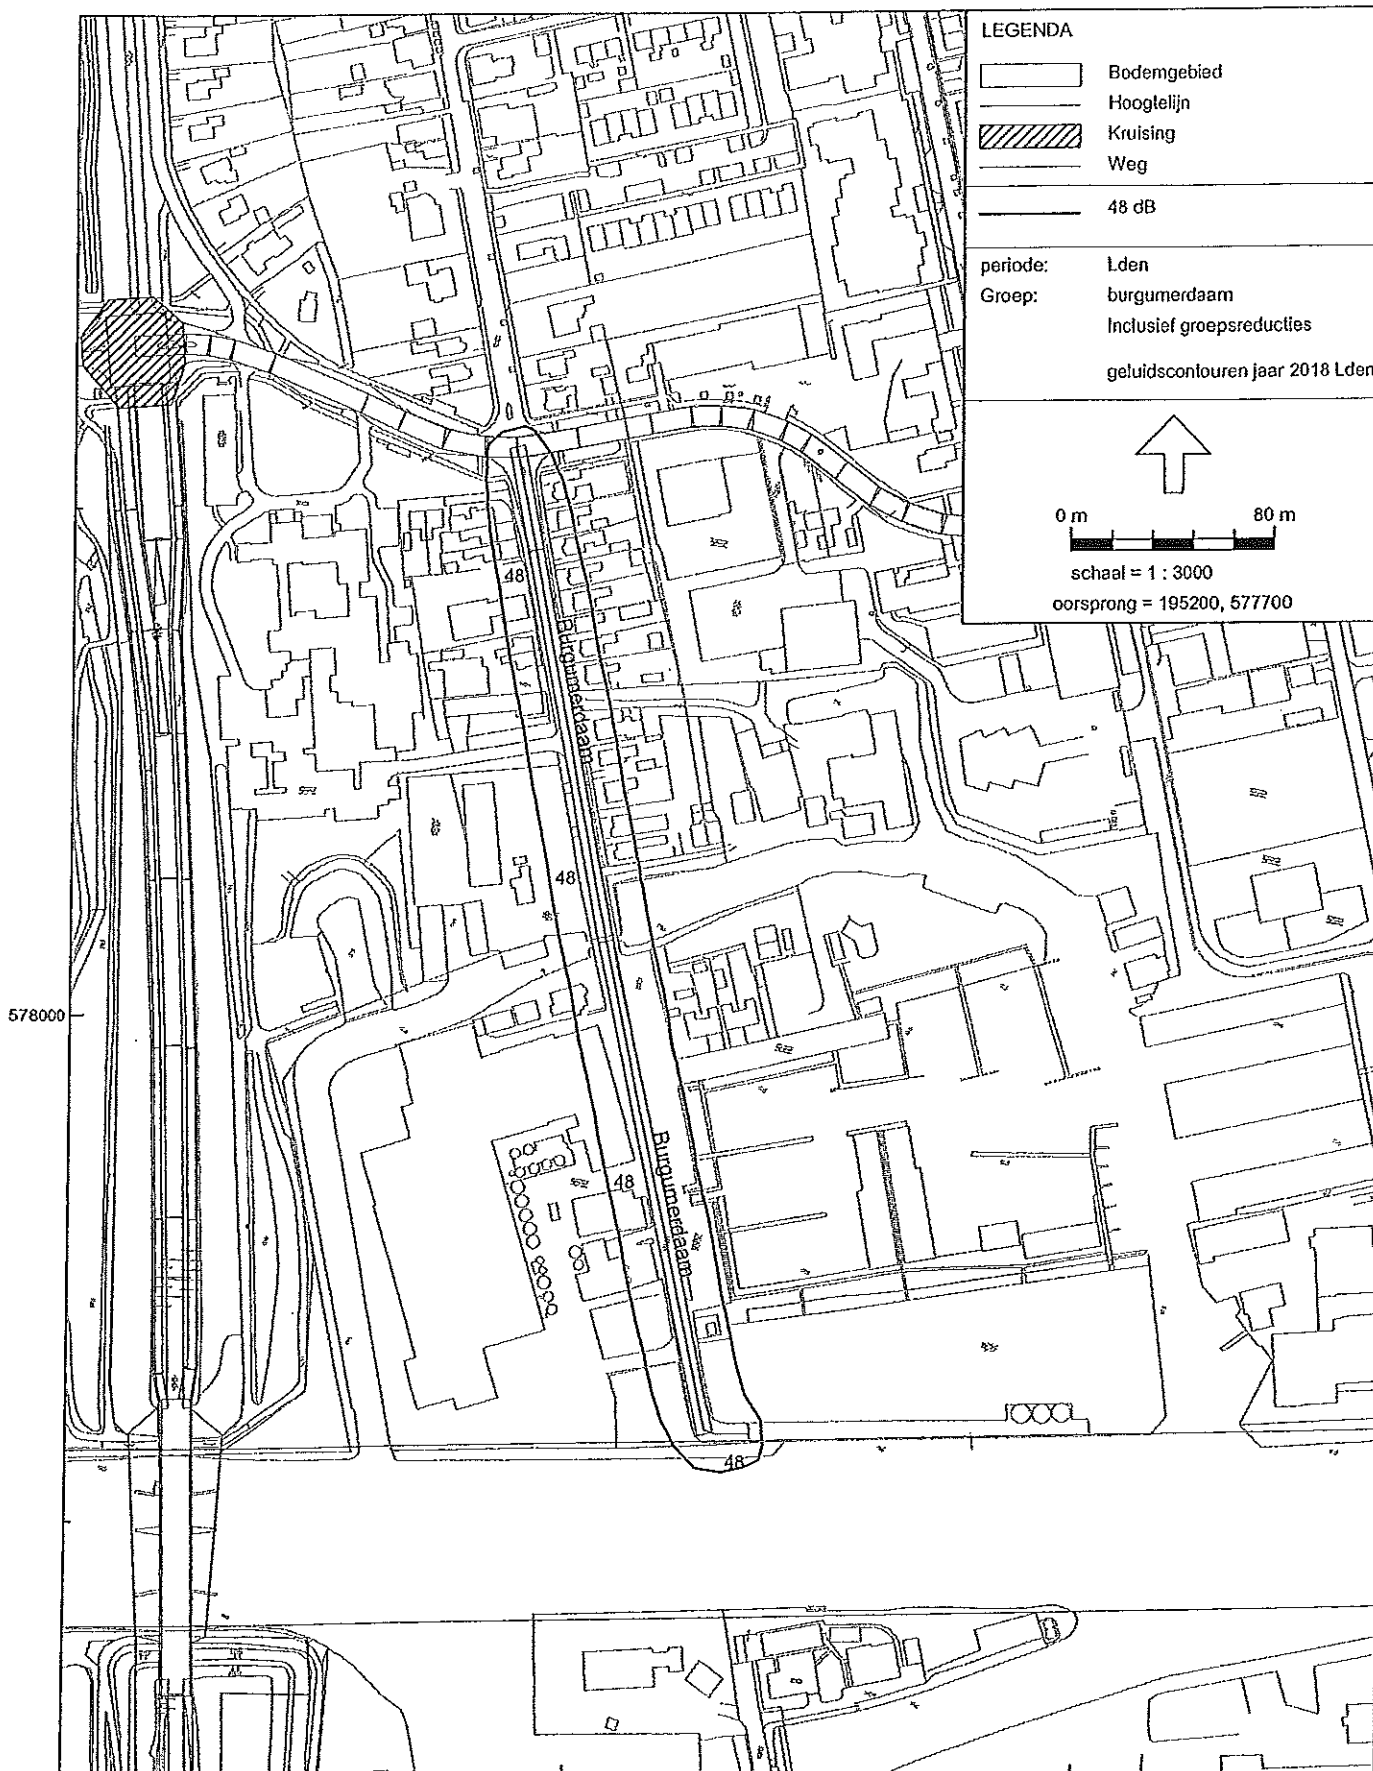 LEGENDA
Bodemgebied
Hoogtelijn
Kruising
Weg
48 dB
periode: Lden
Groep: burgumerdaam
Inclusief groepsreducties
geluidscontouren jaar 2018 Lden
0 m 80 m
schaal = 1 : 3000
oorsprong = 195200, 577700
48
Burgumerdaam
48
578000
Burgumerdaam
48
48